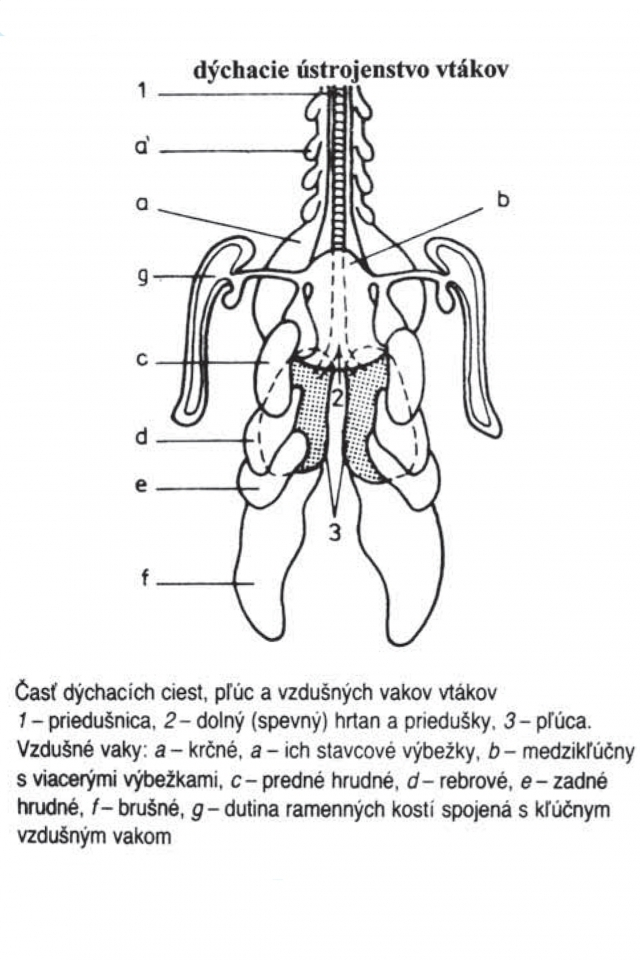 dýchacie ústrojenstvo vtákov
1
a'
a
b
g
c
2
d
e
3
f
Časť dýchacích ciest, pľúc a vzdušných vakov vtákov
1 – priedušnica, 2 – dolný (spevný) hrtan a priedušky, 3 – pľúca.
Vzdušné vaky: a – krčné, a – ich stavcové výbežky, b – medzikľúčny
s viacerými výbežkami, c – predné hrudné, d – rebrové, e – zadné
hrudné, f – brušné, g – dutina ramenných kostí spojená s kľúčnym
vzdušným vakom